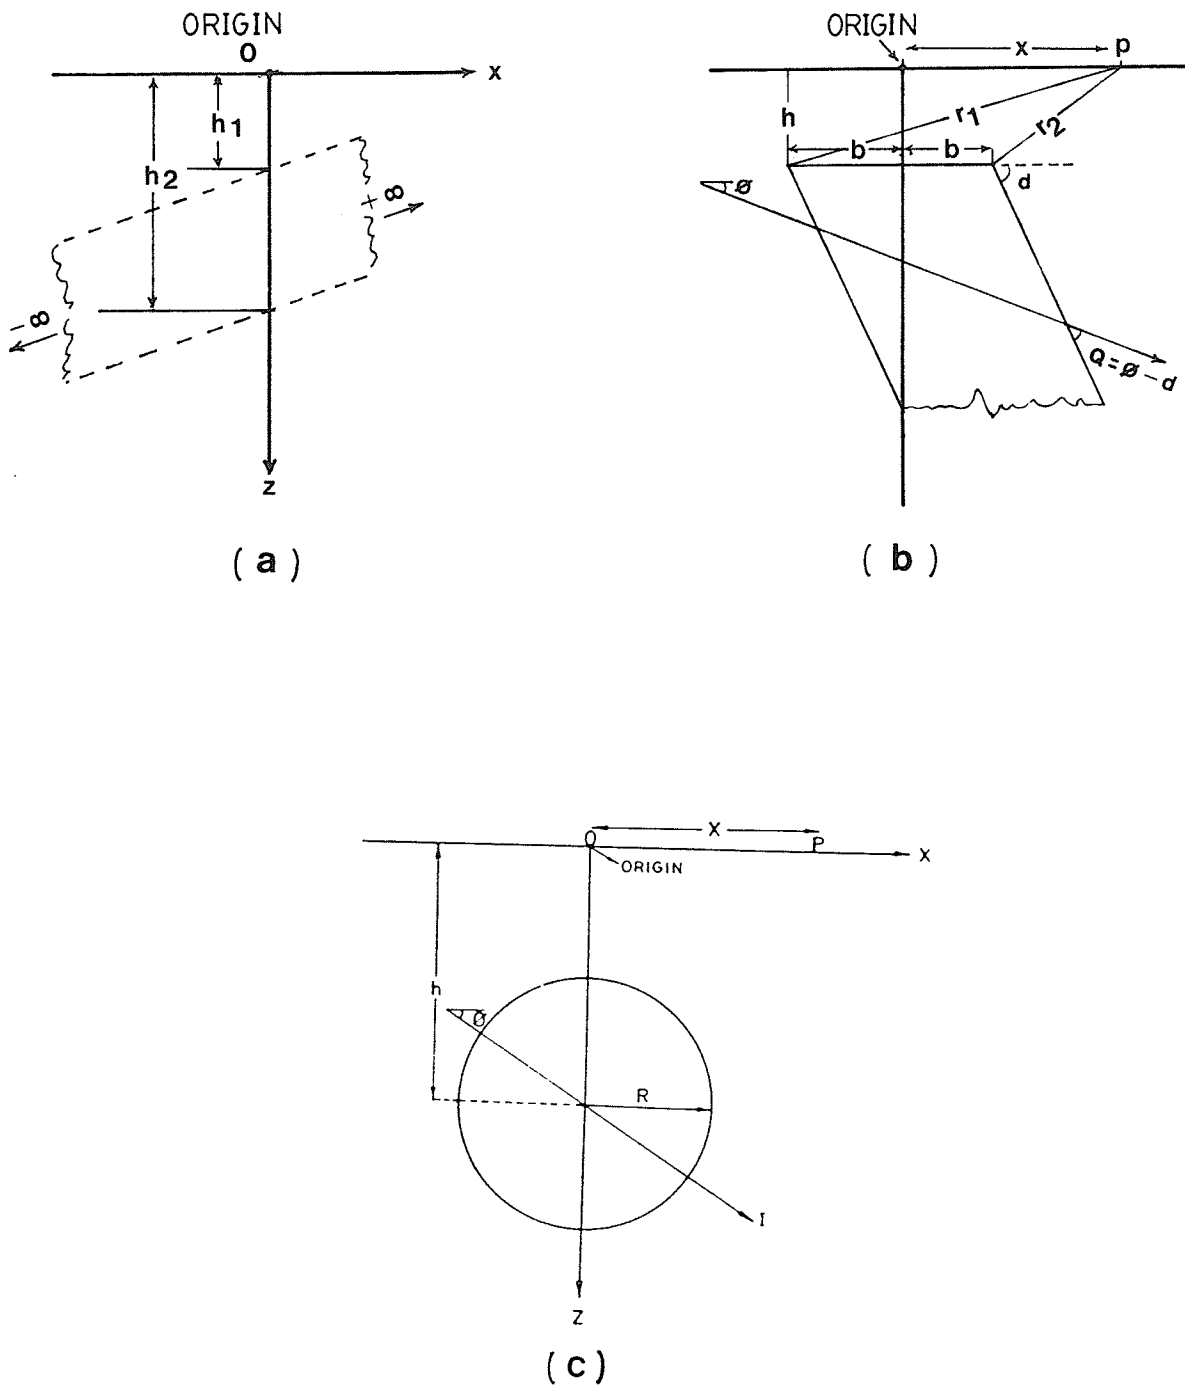 ORIGIN
O
X
h1
h2
+∞
-∞
Z
(a)
ORIGIN
X
P
h
r1
r2
b
b
d
Ø
Q=Ø-d
(b)
O
X
P
X
ORIGIN
h
Ø
R
I
Z
(c)